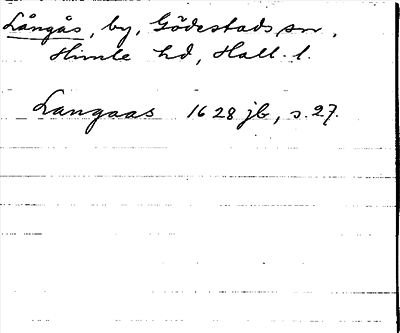 Långås, by, Gödestads sn,
Himle hd, Hall. l.
Langaas 1628 jb, s. 27.